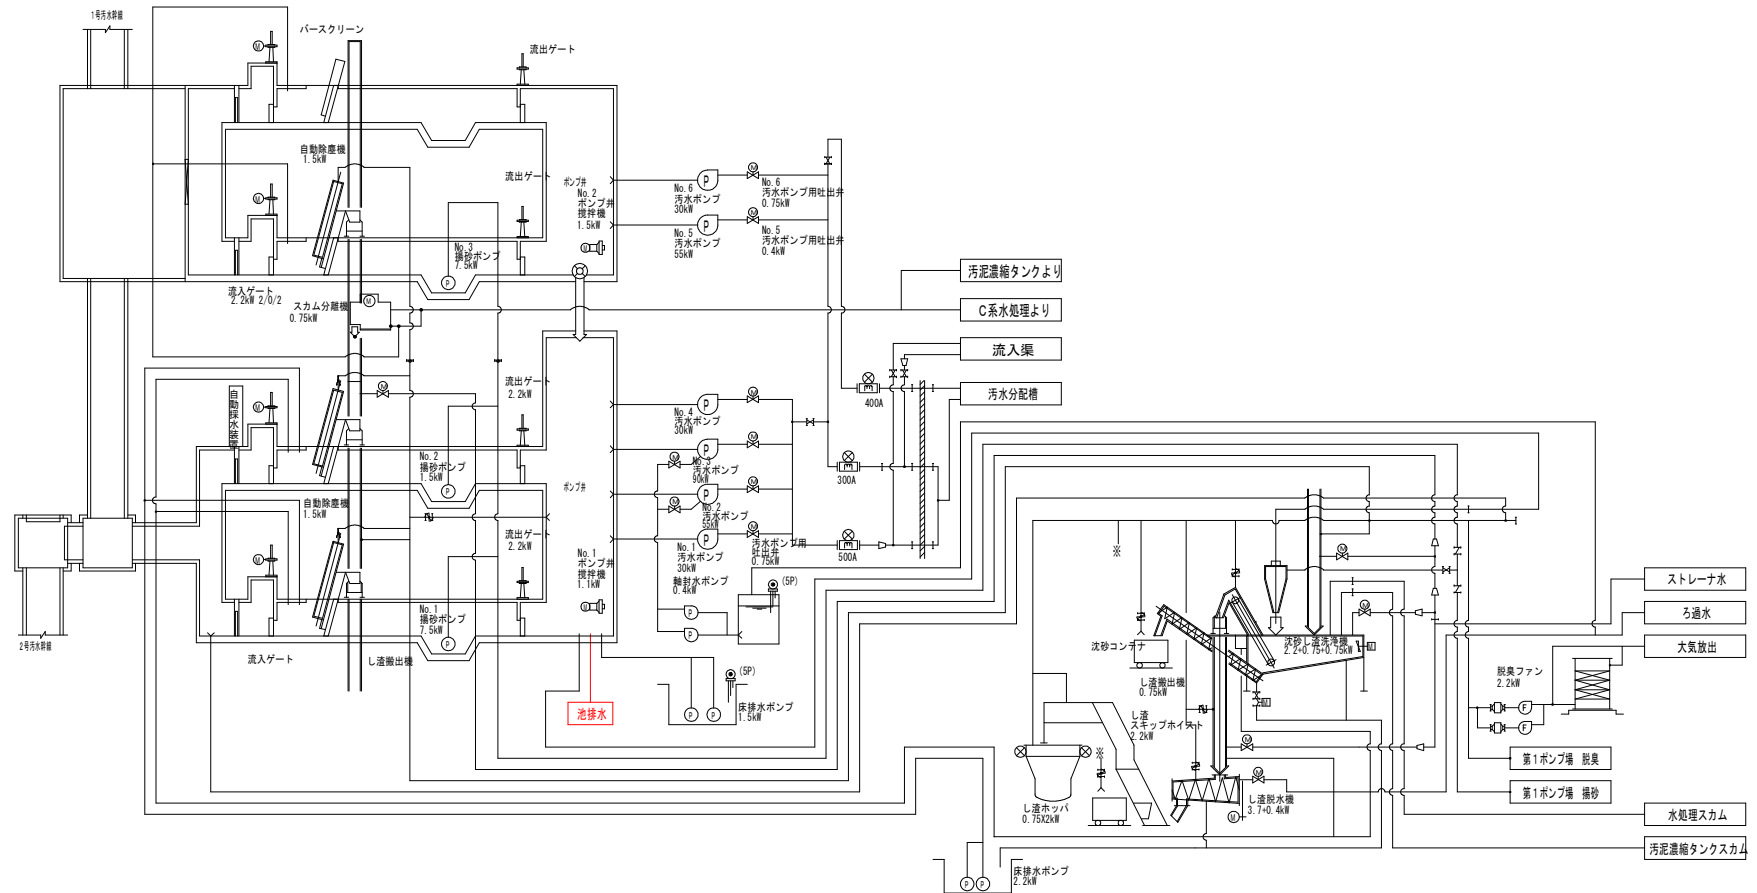 1号汚水幹線
バースクリーン
流出ゲート
M
自動除塵機
1.5kW
流出ゲート
M
ポンプ井
No.2
ポンプ井
撹拌機
1.5kW
M
No.3
揚砂ポンプ
7.5kW
P
P
No.6
汚水ポンプ
30kW
M
No.6
汚水ポンプ用吐出弁
0.75kW
P
No.5
汚水ポンプ
55kW
M
No.5
汚水ポンプ用吐出弁
0.4kW
流入ゲート
2.2kW 2/0/2
スカム分離機
0.75kW
M
汚泥濃縮タンクより
C系水処理より
流入渠
汚水分配槽
自動採水装置
M
M
流出ゲート
2.2kW
No.2
揚砂ポンプ
1.5kW
P
自動除塵機
1.5kW
M
流出ゲート
2.2kW
ポンプ井
No.1
ポンプ井
撹拌機
1.1kW
M
No.1
揚砂ポンプ
7.5kW
P
P
No.4
汚水ポンプ
30kW
M
P
M
No.3
汚水ポンプ
90kW
M
P
M
No.2
汚水ポンプ
55kW
M
P
No.1
汚水ポンプ
30kW
M
汚水ポンプ用
吐出弁
0.75kW
400A
300A
500A
軸封水ポンプ
0.4kW
P
P
(5P)
2号汚水幹線
流入ゲート
し渣搬出機
池排水
(5P)
P
P
床排水ポンプ
1.5kW
沈砂コンテナ
し渣搬出機
0.75kW
し渣
スキップホイスト
2.2kW
沈砂し渣洗浄機
2.2+0.75+0.75kW
M
M
M
M
M
し渣ホッパ
0.75X2kW
M
し渣脱水機
3.7+0.4kW
M
床排水ポンプ
2.2kW
P
P
ストレーナ水
ろ過水
大気放出
脱臭ファン
2.2kW
F
F
第1ポンプ場 脱臭
第1ポンプ場 揚砂
水処理スカム
汚泥濃縮タンクスカム